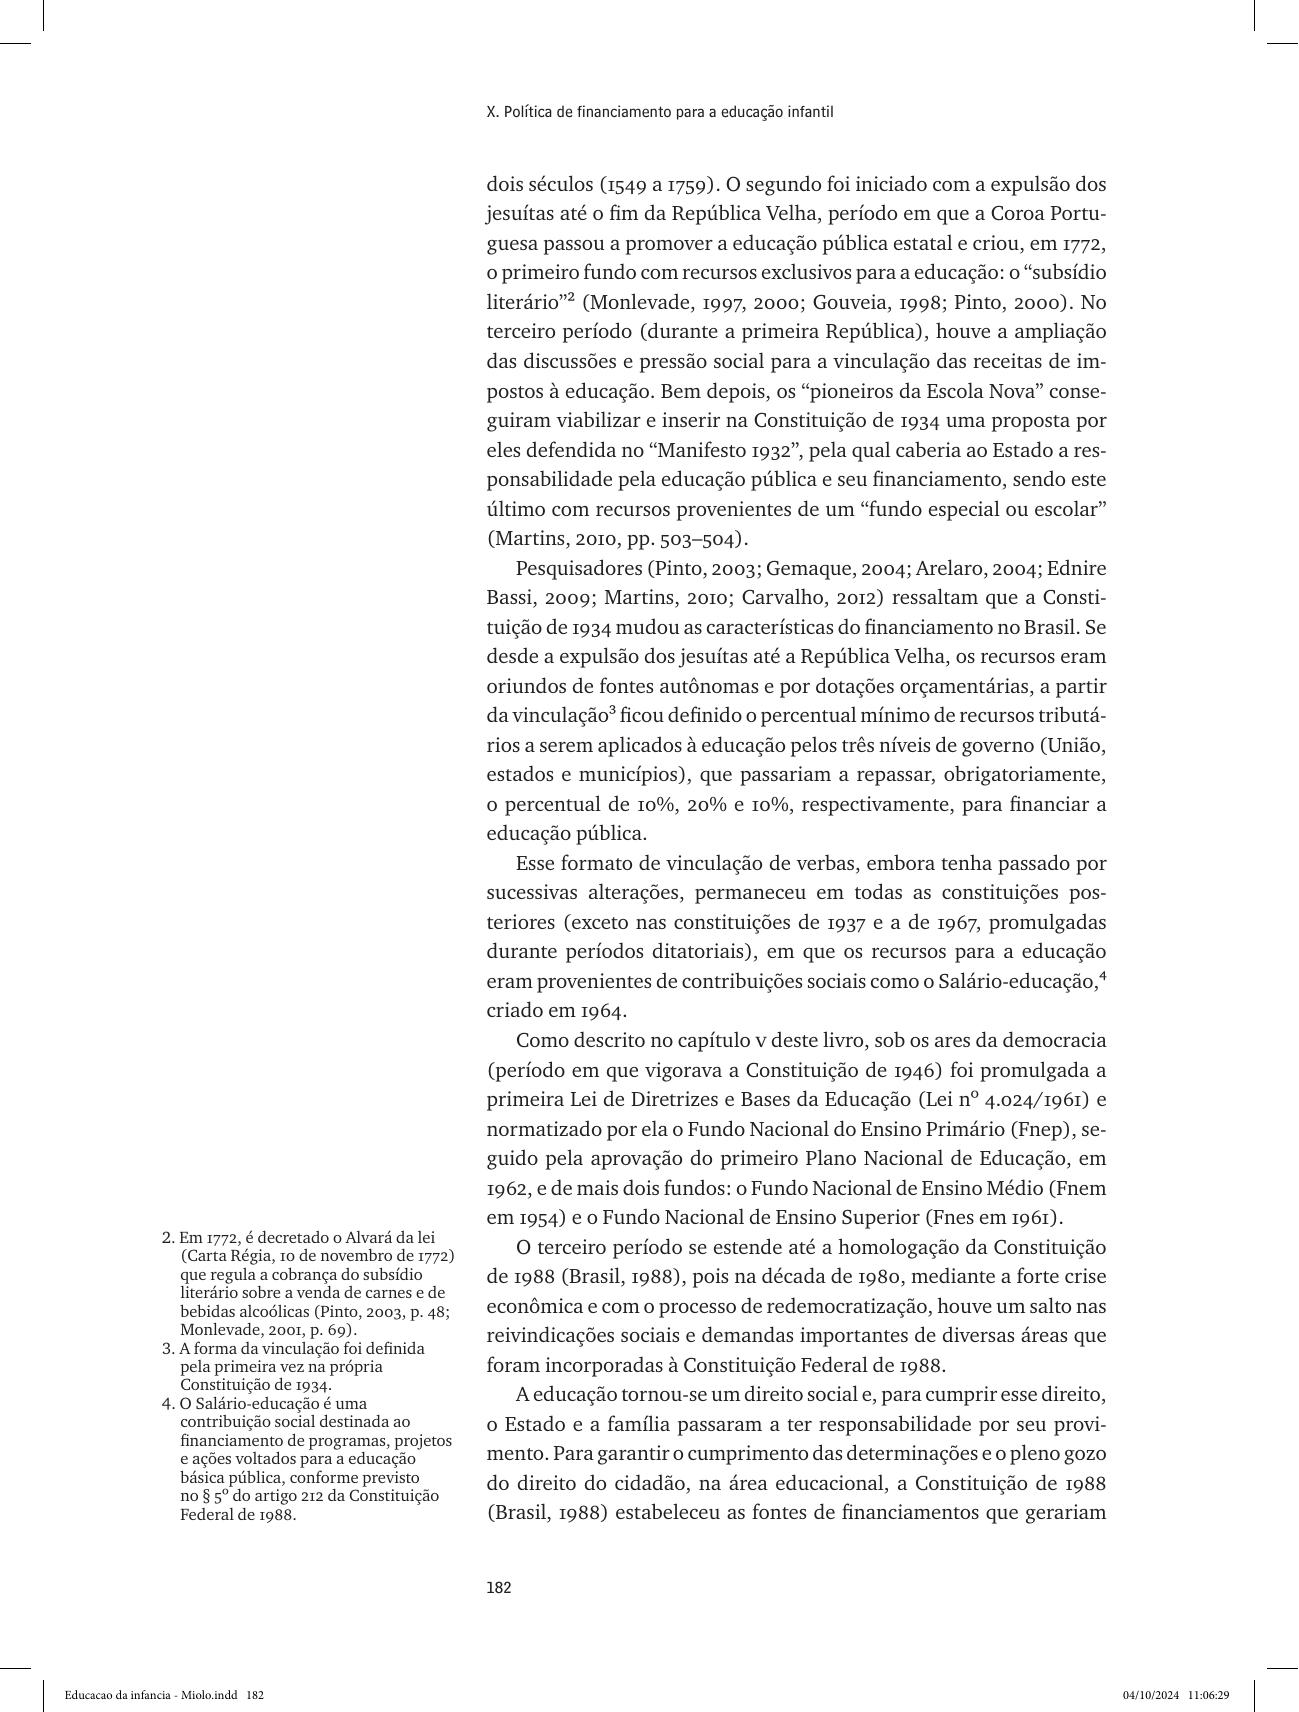 X. Política de financiamento para a educação infantil
dois séculos (1549 a 1759). O segundo foi iniciado com a expulsão dos
jesuítas até o fim da República Velha, período em que a Coroa Portu-
guesa passou a promover a educação pública estatal e criou, em 1772,
o primeiro fundo com recursos exclusivos para a educação: o “subsídio
literário”² (Monlevade, 1997, 2000; Gouveia, 1998; Pinto, 2000). No
terceiro período (durante a primeira República), houve a ampliação
das discussões e pressão social para a vinculação das receitas de im-
postos à educação. Bem depois, os “pioneiros da Escola Nova” conse-
guiram viabilizar e inserir na Constituição de 1934 uma proposta por
eles defendida no “Manifesto 1932”, pela qual caberia ao Estado a res-
ponsabilidade pela educação pública e seu financiamento, sendo este
último com recursos provenientes de um “fundo especial ou escolar”
(Martins, 2010, pp. 503–504).
Pesquisadores (Pinto, 2003; Gemaque, 2004; Arelaro, 2004; Ednire
Bassi, 2009; Martins, 2010; Carvalho, 2012) ressaltam que a Consti-
tuição de 1934 mudou as características do financiamento no Brasil. Se
desde a expulsão dos jesuítas até a República Velha, os recursos eram
oriundos de fontes autônomas e por dotações orçamentárias, a partir
da vinculação³ ficou definido o percentual mínimo de recursos tributá-
rios a serem aplicados à educação pelos três níveis de governo (União,
estados e municípios), que passariam a repassar, obrigatoriamente,
o percentual de 10%, 20% e 10%, respectivamente, para financiar a
educação pública.
Esse formato de vinculação de verbas, embora tenha passado por
sucessivas alterações, permaneceu em todas as constituições pos-
teriores (exceto nas constituições de 1937 e a de 1967, promulgadas
durante períodos ditatoriais), em que os recursos para a educação
eram provenientes de contribuições sociais como o Salário-educação,⁴
criado em 1964.
Como descrito no capítulo v deste livro, sob os ares da democracia
(período em que vigorava a Constituição de 1946) foi promulgada a
primeira Lei de Diretrizes e Bases da Educação (Lei nº 4.024/1961) e
normatizado por ela o Fundo Nacional do Ensino Primário (Fnep), se-
guido pela aprovação do primeiro Plano Nacional de Educação, em
1962, e de mais dois fundos: o Fundo Nacional de Ensino Médio (Fnem
em 1954) e o Fundo Nacional de Ensino Superior (Fnes em 1961).
O terceiro período se estende até a homologação da Constituição
de 1988 (Brasil, 1988), pois na década de 1980, mediante a forte crise
econômica e com o processo de redemocratização, houve um salto nas
reivindicações sociais e demandas importantes de diversas áreas que
foram incorporadas à Constituição Federal de 1988.
A educação tornou-se um direito social e, para cumprir esse direito,
o Estado e a família passaram a ter responsabilidade por seu provi-
mento. Para garantir o cumprimento das determinações e o pleno gozo
do direito do cidadão, na área educacional, a Constituição de 1988
(Brasil, 1988) estabeleceu as fontes de financiamentos que gerariam
2. Em 1772, é decretado o Alvará da lei
(Carta Régia, 10 de novembro de 1772)
que regula a cobrança do subsídio
literário sobre a venda de carnes e de
bebidas alcoólicas (Pinto, 2003, p. 48;
Monlevade, 2001, p. 69).
3. A forma da vinculação foi definida
pela primeira vez na própria
Constituição de 1934.
4. O Salário-educação é uma
contribuição social destinada ao
financiamento de programas, projetos
e ações voltados para a educação
básica pública, conforme previsto
no § 5º do artigo 212 da Constituição
Federal de 1988.
182
Educacao da infancia - Miolo.indd 182
04/10/2024 11:06:29